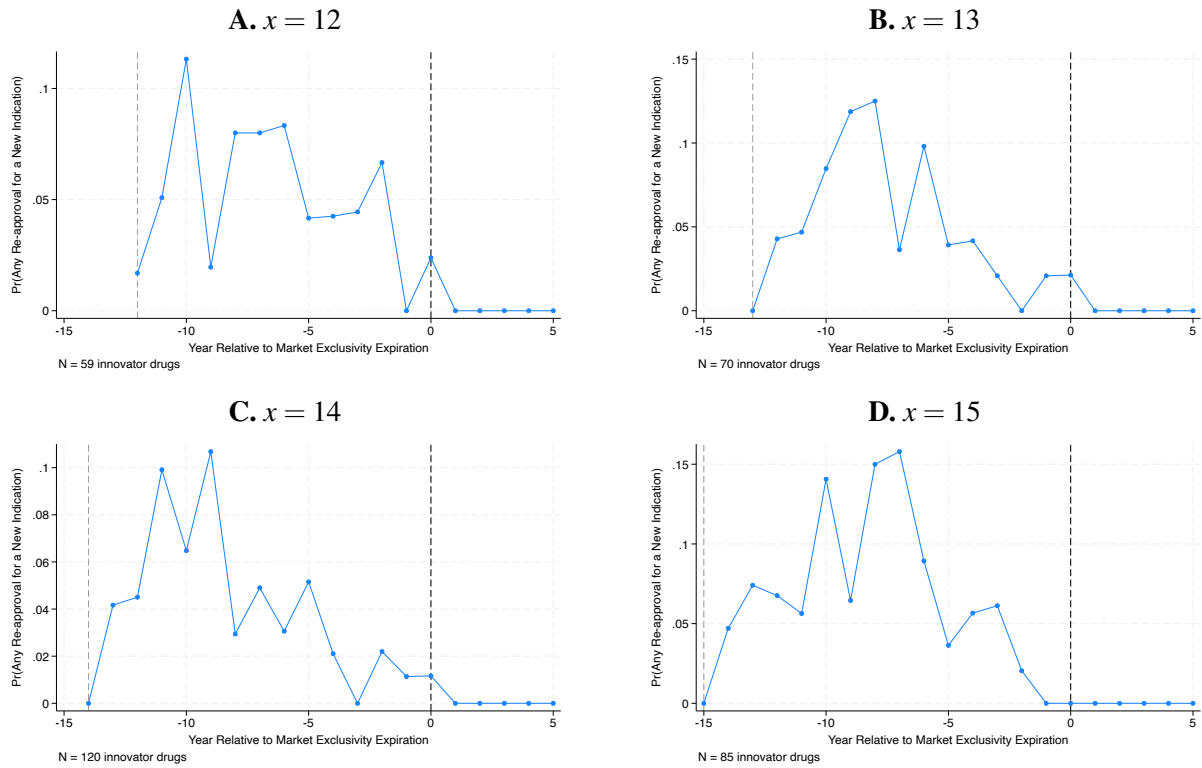 A. x = 12
Pr(Any Re-approval for a New Indication)
.1
.05
0
-15 -10 -5 0 5
Year Relative to Market Exclusivity Expiration
N = 59 innovator drugs
B. x = 13
Pr(Any Re-approval for a New Indication)
.15
.1
.05
0
-15 -10 -5 0 5
Year Relative to Market Exclusivity Expiration
N = 70 innovator drugs
C. x = 14
Pr(Any Re-approval for a New Indication)
.1
.08
.06
.04
.02
0
-15 -10 -5 0 5
Year Relative to Market Exclusivity Expiration
N = 120 innovator drugs
D. x = 15
Pr(Any Re-approval for a New Indication)
.15
.1
.05
0
-15 -10 -5 0 5
Year Relative to Market Exclusivity Expiration
N = 85 innovator drugs